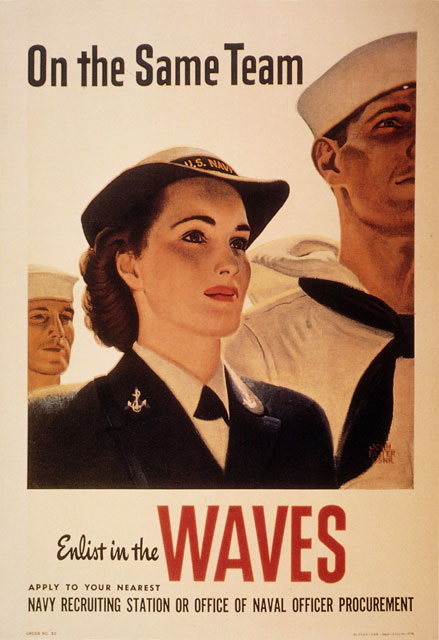 On the Same Team
U.S. NAVY
Enlist in the WAVES
APPLY TO YOUR NEAREST
NAVY RECRUITING STATION OR OFFICE OF NAVAL OFFICER PROCUREMENT